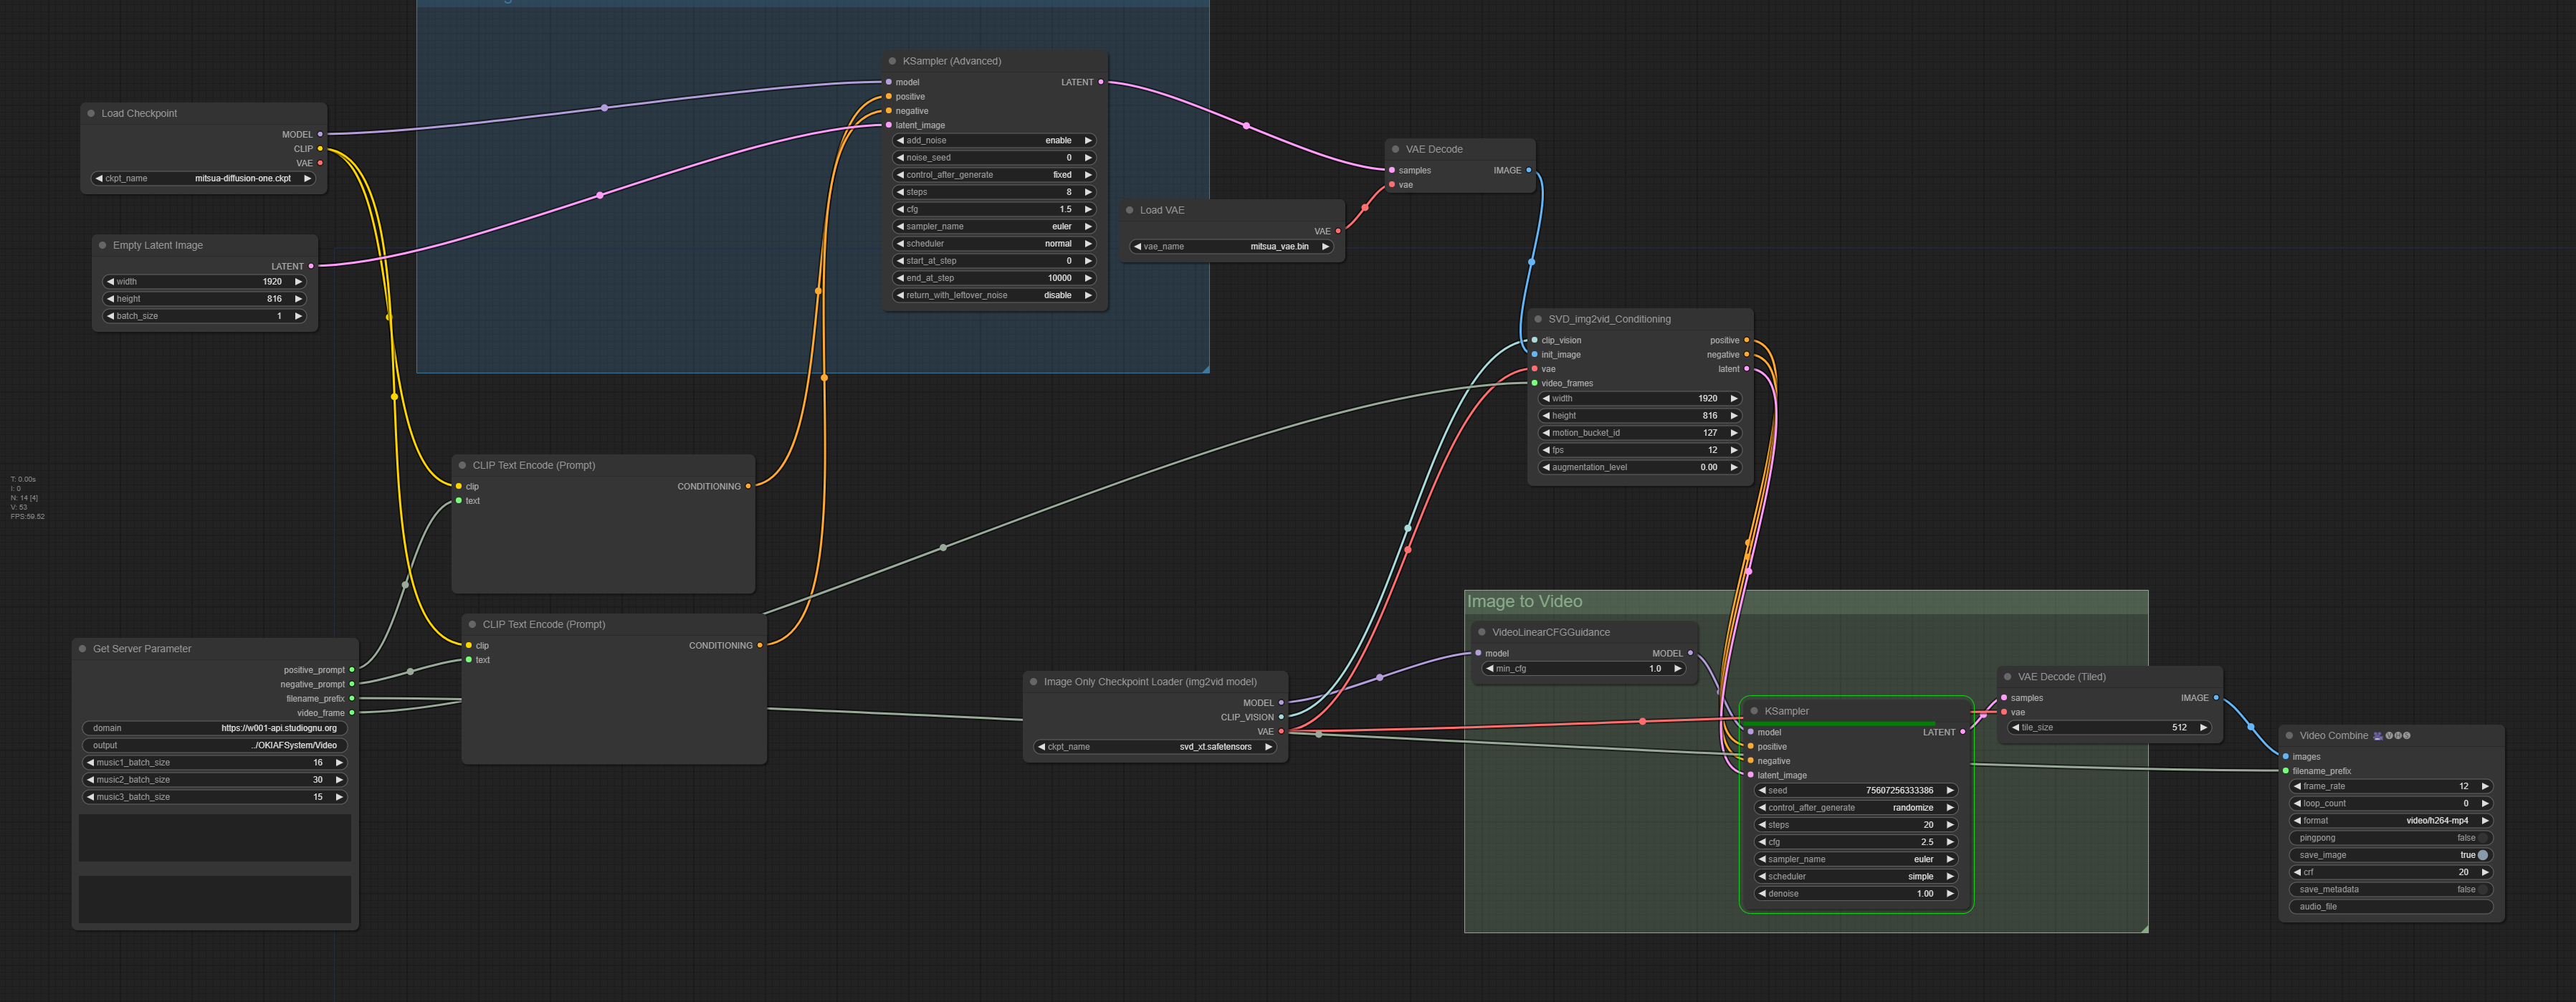 Load Checkpoint
MODEL
CLIP
VAE
ckpt_name mitsua-diffusion-one.ckpt
Empty Latent Image
LATENT
width 1920
height 816
batch_size 1
KSampler (Advanced)
model LATENT
positive
negative
latent_image
add_noise enable
noise_seed 0
control_after_generate fixed
steps 8
cfg 1.5
sampler_name euler
scheduler normal
start_at_step 0
end_at_step 10000
return_with_leftover_noise disable
Load VAE
VAE
vae_name mitsua_vae.bin
VAE Decode
samples IMAGE
vae
SVD_img2vid_Conditioning
clip_vision positive
init_image negative
vae latent
video_frames
width 1920
height 816
motion_bucket_id 127
fps 12
augmentation_level 0.00
T: 0.00s
I: 0
N: 14 [4]
V: 53
FPS:59.52
CLIP Text Encode (Prompt)
clip CONDITIONING
text
CLIP Text Encode (Prompt)
clip CONDITIONING
text
Get Server Parameter
positive_prompt
negative_prompt
filename_prefix
video_frame
domain https://w001-api.studiognu.org
output ../OKIAFSystem/Video
music1_batch_size 16
music2_batch_size 30
music3_batch_size 15
Image Only Checkpoint Loader (img2vid model)
MODEL
CLIP_VISION
VAE
ckpt_name svd_xt.safetensors
Image to Video
VideoLinearCFGGuidance
model MODEL
min_cfg 1.0
KSampler
model LATENT
positive
negative
latent_image
seed 75607256333386
control_after_generate randomize
steps 20
cfg 2.5
sampler_name euler
scheduler simple
denoise 1.00
VAE Decode (Tiled)
samples IMAGE
vae
tile_size 512
Video Combine 🎥🅥🅗🅢
images
filename_prefix
frame_rate 12
loop_count 0
format video/h264-mp4
pingpong false
save_image true
crf 20
save_metadata false
audio_file